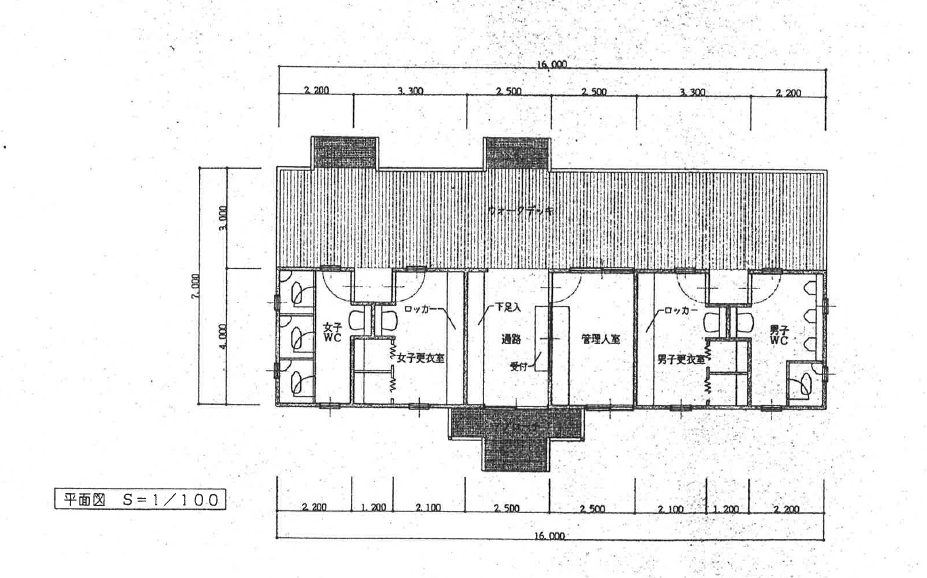 16,000
2,200 3,300 2,500 2,500 3,300 2,200
ウォークデッキ
3,000
7,000
4,000
ロッカー
下足入
ロッカー
女子
WC
通路
管理人室
男子
WC
女子更衣室
受付
男子更衣室
平面図 S=1/100
2,200 1,200 2,100 2,500 2,500 2,100 1,200 2,200
16,000